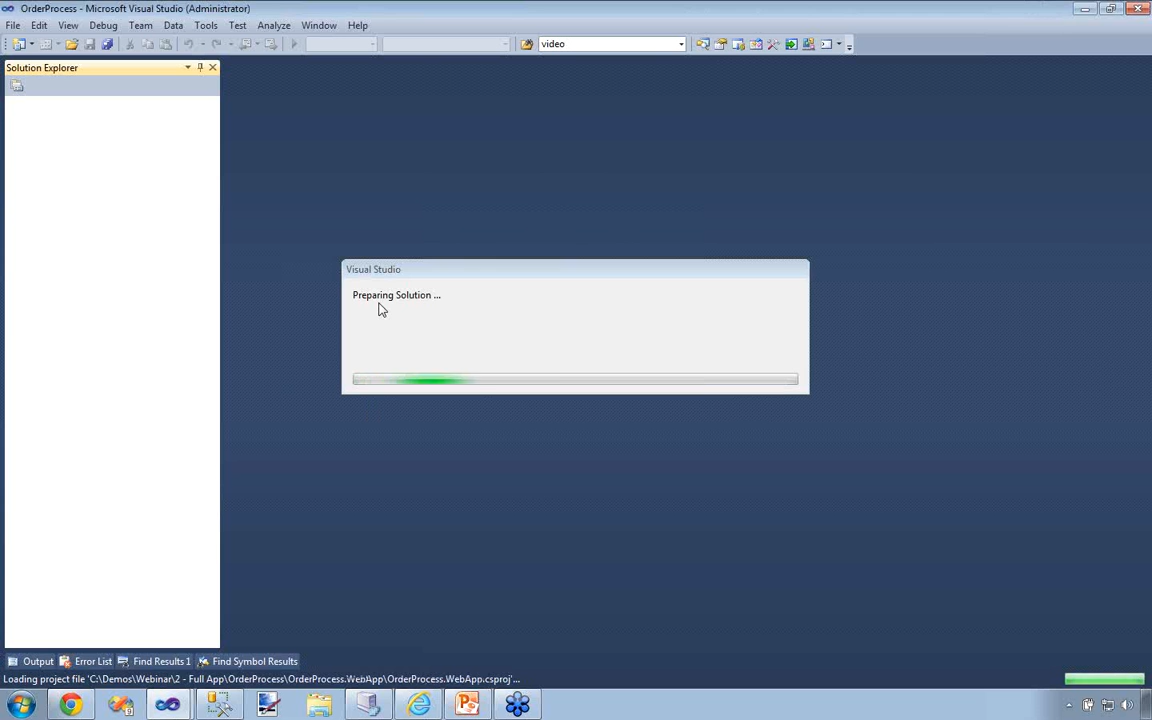 OrderProcess - Microsoft Visual Studio (Administrator)
File Edit View Debug Team Data Tools Test Analyze Window Help
video
Solution Explorer
Visual Studio
Preparing Solution ...
Output Error List Find Results 1 Find Symbol Results
Loading project file 'C:\Demos\Webinar\2 - Full App\OrderProcess\OrderProcess.WebApp\OrderProcess.WebApp.csproj'...